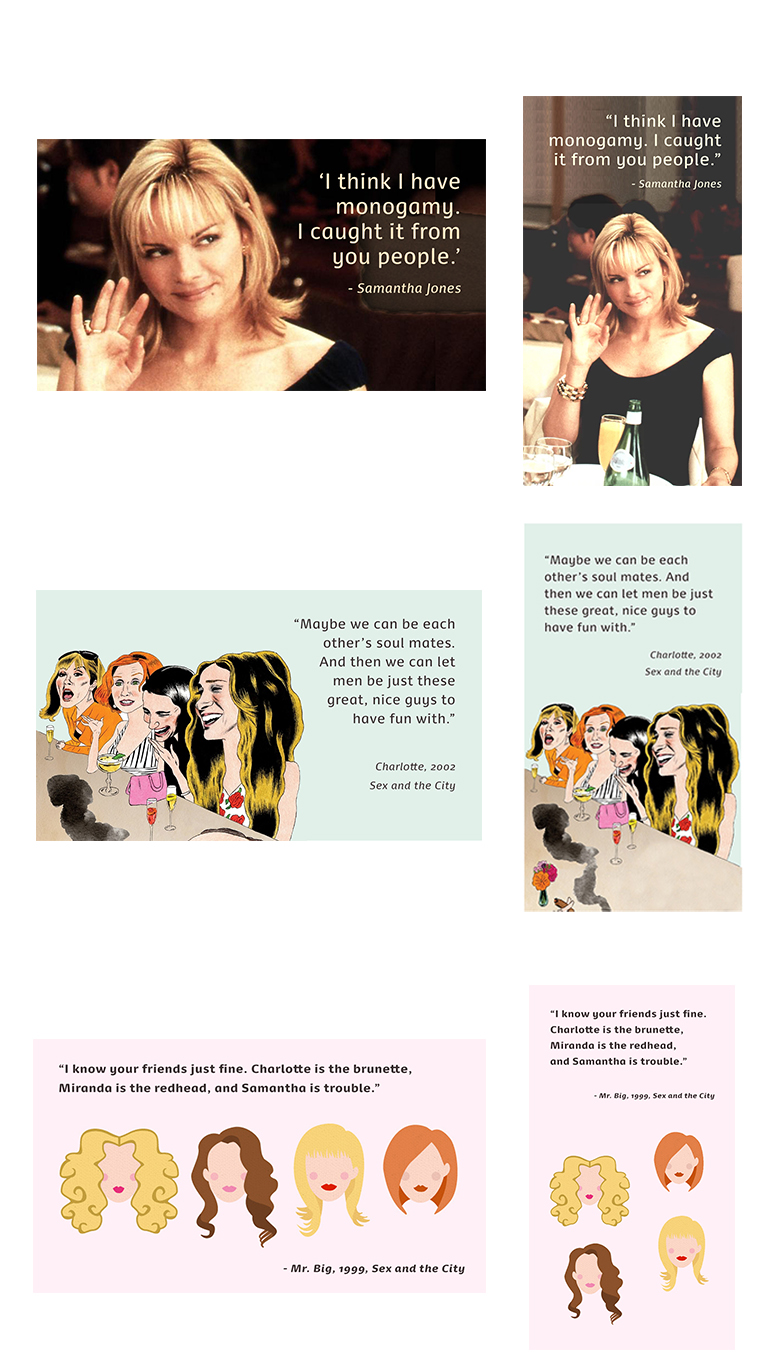 ‘I think I have
monogamy.
I caught it from
you people.’
- Samantha Jones
“I think I have
monogamy. I caught
it from you people.”
- Samantha Jones
“Maybe we can be each
other’s soul mates.
And then we can let
men be just these
great, nice guys to
have fun with.”
Charlotte, 2002
Sex and the City
“Maybe we can be each
other’s soul mates. And
then we can let men be just
these great, nice guys to
have fun with.”
Charlotte, 2002
Sex and the City
“I know your friends just fine. Charlotte is the brunette,
Miranda is the redhead, and Samantha is trouble.”
- Mr. Big, 1999, Sex and the City
“I know your friends just fine.
Charlotte is the brunette,
Miranda is the redhead,
and Samantha is trouble.”
- Mr. Big, 1999, Sex and the City